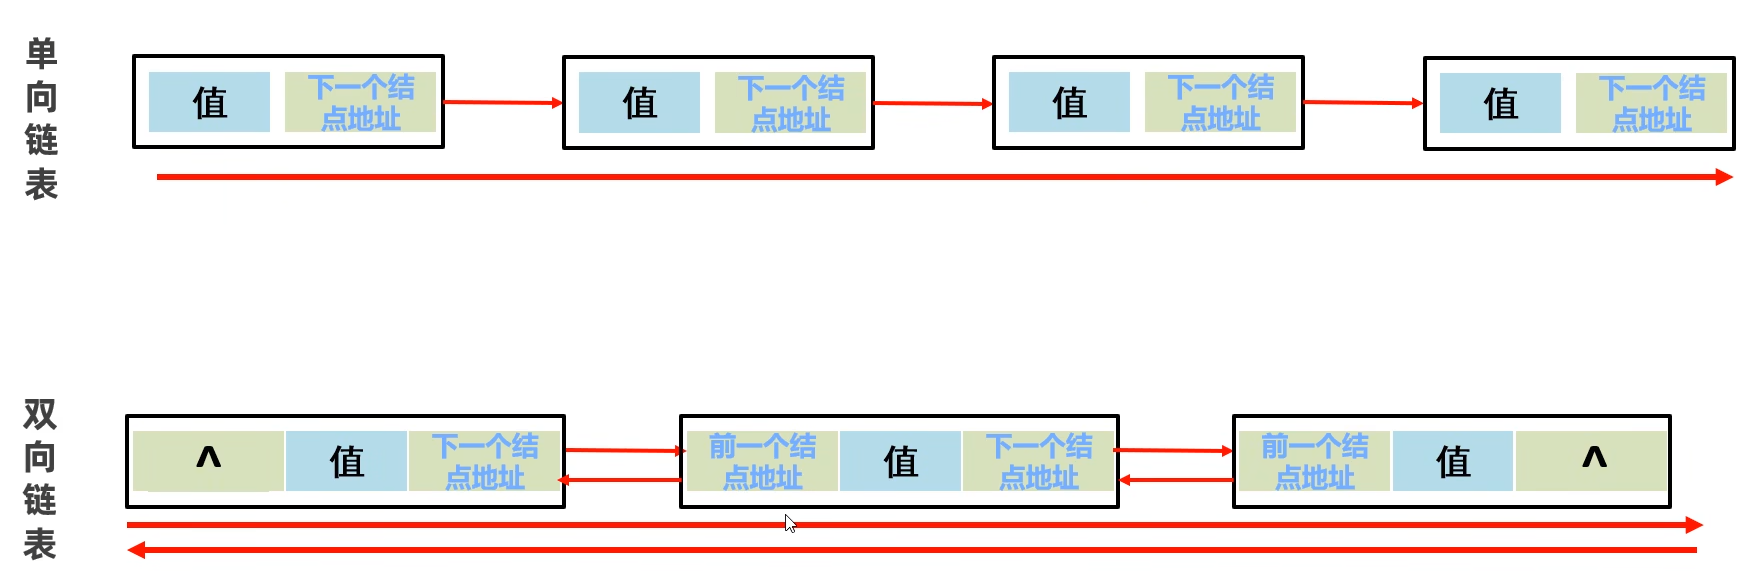 单向链表
值
下一个结
点地址
值
下一个结
点地址
值
下一个结
点地址
值
下一个结
点地址
双向链表
^
值
下一个结
点地址
前一个结
点地址
值
下一个结
点地址
前一个结
点地址
值
^